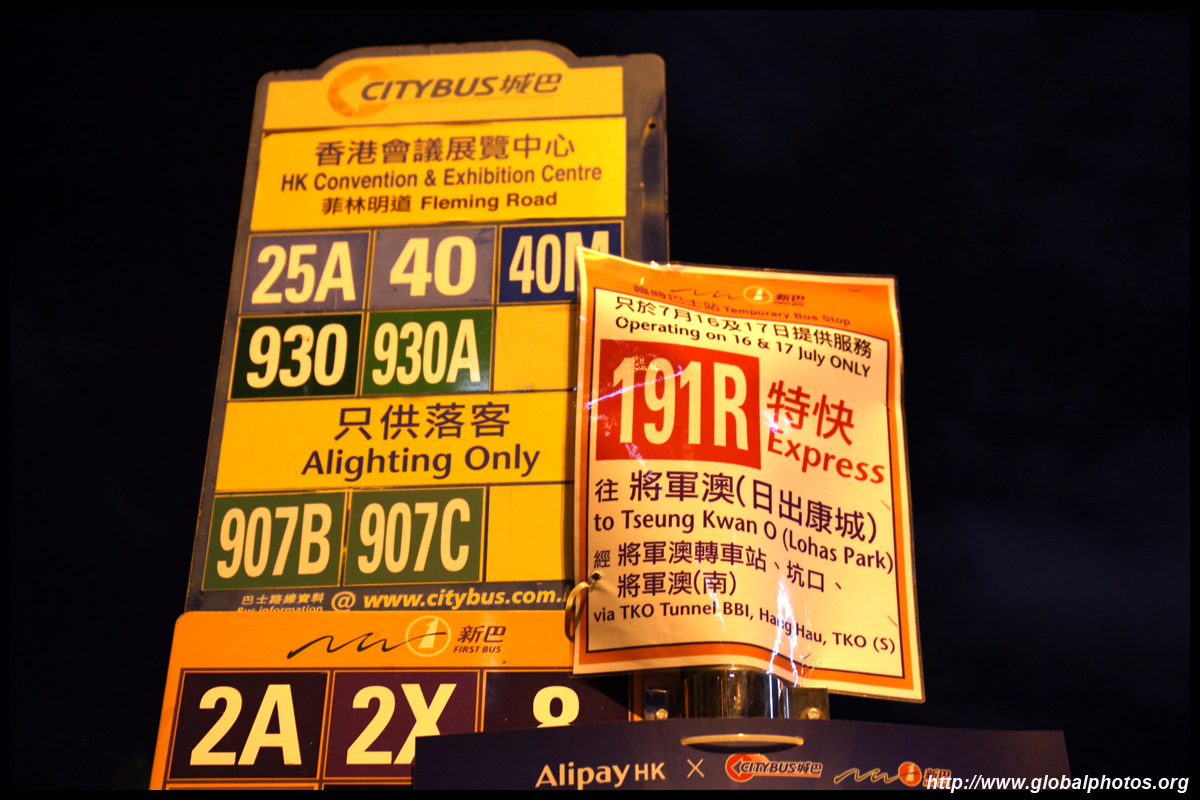 CITYBUS 城巴
香港會議展覽中心
HK Convention & Exhibition Centre
菲林明道 Fleming Road
25A 40 40M
930 930A
只供落客
Alighting Only
907B 907C
巴士路線資料
Bus information @ www.citybus.com.
新巴
FIRST BUS
2A 2X 8
新巴
FIRST BUS
臨時巴士站 Temporary Bus Stop
只於7月16及17日提供服務
Operating on 16 & 17 July ONLY
191R 特快
Express
往 將軍澳(日出康城)
to Tseung Kwan O (Lohas Park)
經 將軍澳轉車站、坑口、
將軍澳(南)
via TKO Tunnel BBI, Hang Hau, TKO (S)
AlipayHK X CITYBUS 城巴 新巴
http://www.globalphotos.org